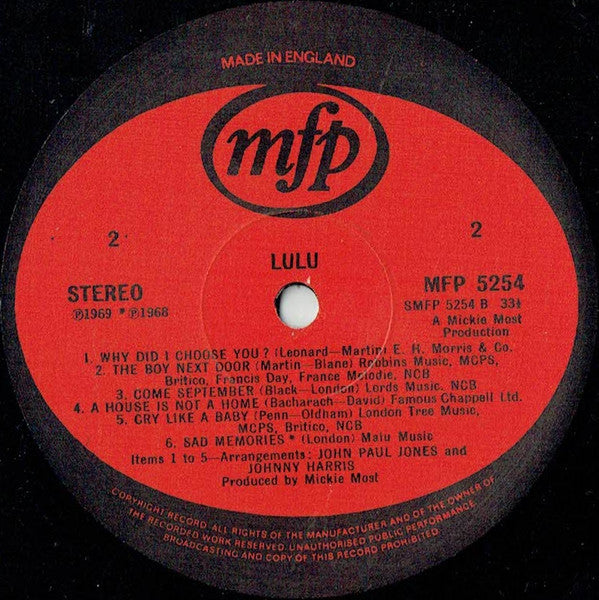 MADE IN ENGLAND
mfp
2
2
LULU
STEREO
MFP 5254
℗1969 * ℗1968
SMFP 5254 B 33⅓
A Mickie Most
Production
1. WHY DID I CHOOSE YOU? (Leonard—Martin) E. H. Morris & Co.
2. THE BOY NEXT DOOR (Martin—Blane) Robbins Music, MCPS,
Britico, Francis Day, France Melodie, NCB
3. COME SEPTEMBER (Black—London) Lords Music, NCB
4. A HOUSE IS NOT A HOME (Bacharach—David) Famous Chappell Ltd.
5. CRY LIKE A BABY (Penn—Oldham) London Tree Music,
MCPS, Britico, NCB
6. SAD MEMORIES * (London) Malu Music
Items 1 to 5—Arrangements: JOHN PAUL JONES and
JOHNNY HARRIS
Produced by Mickie Most
COPYRIGHT RECORD. ALL RIGHTS OF THE MANUFACTURER AND OF THE OWNER OF
THE RECORDED WORK RESERVED. UNAUTHORISED PUBLIC PERFORMANCE
BROADCASTING AND COPY OF THIS RECORD PROHIBITED.